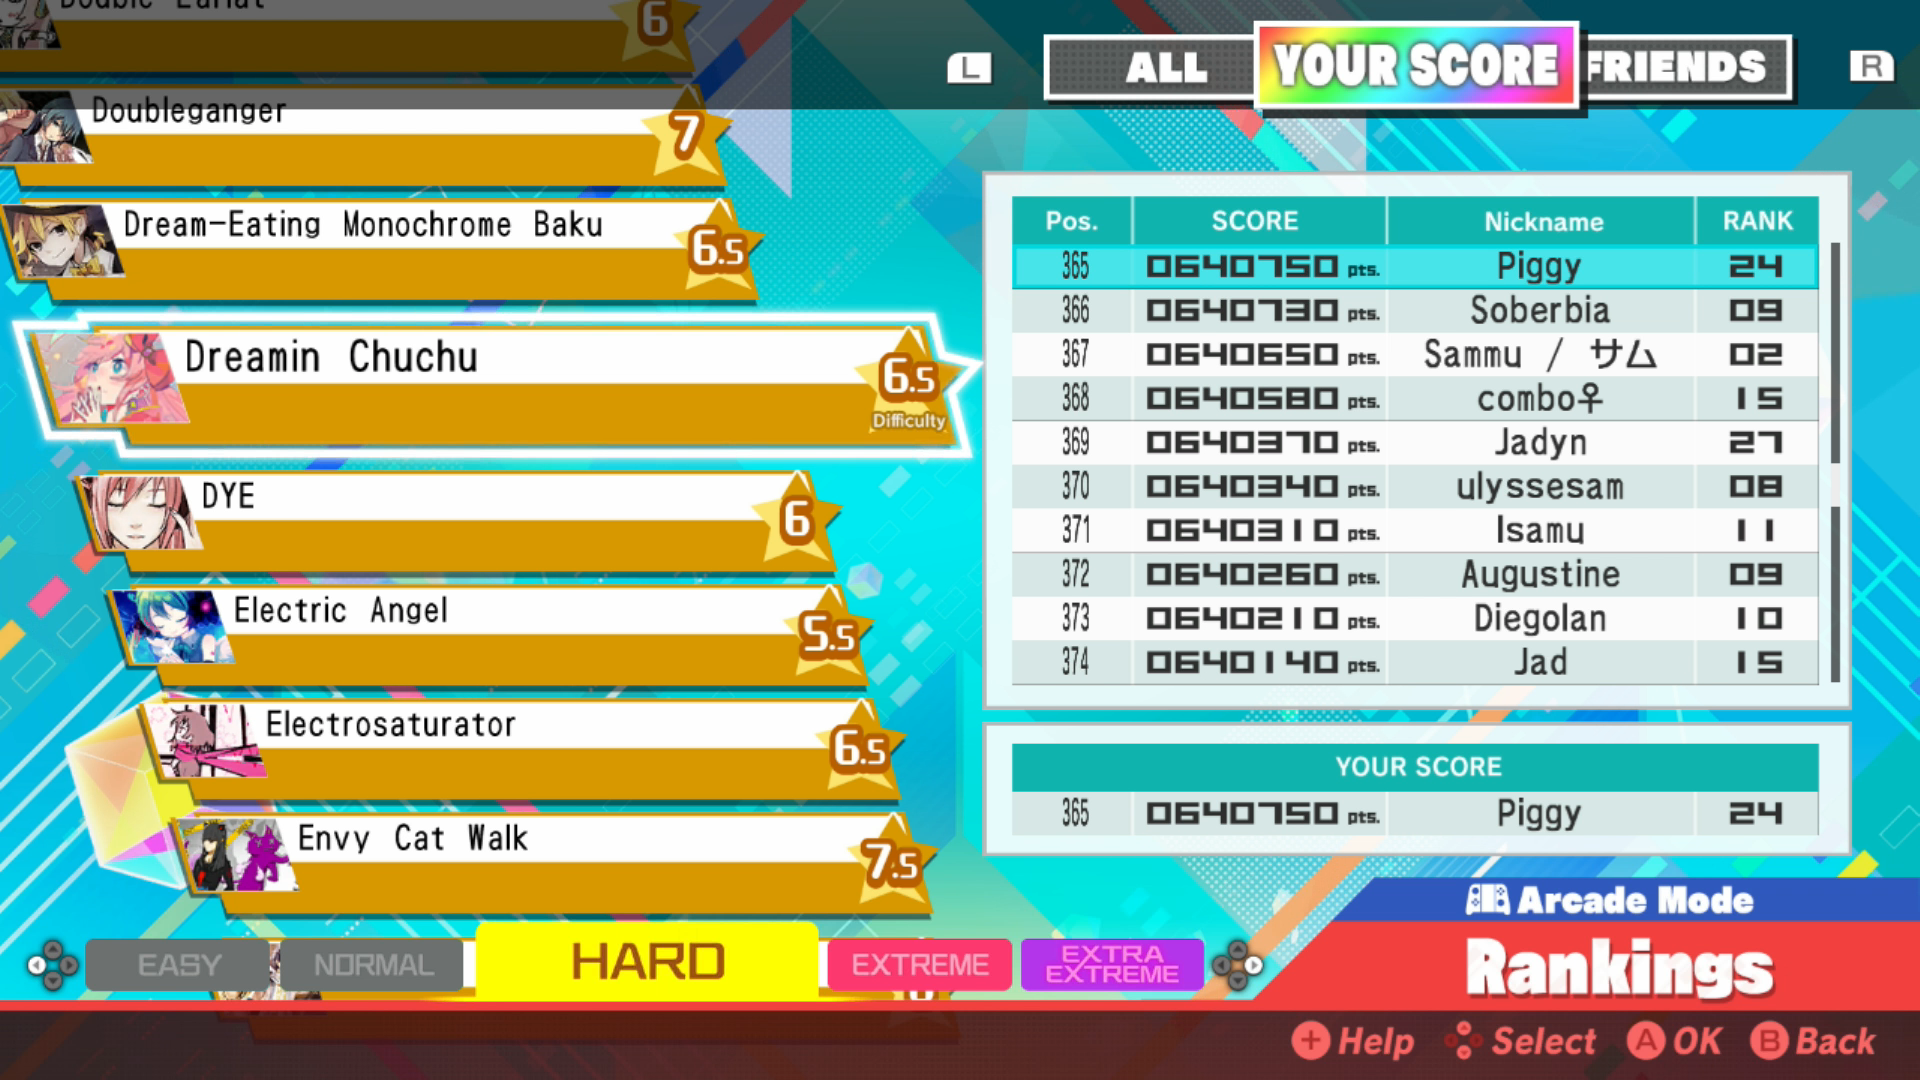 Double Lariat
6
L
ALL
YOUR SCORE
FRIENDS
R
Doubleganger
7
Dream-Eating Monochrome Baku
6.5
Dreamin Chuchu
6.5
Difficulty
DYE
6
Electric Angel
5.5
Electrosaturator
6.5
Envy Cat Walk
7.5
Pos. SCORE Nickname RANK
365 0640750 pts. Piggy 24
366 0640730 pts. Soberbia 09
367 0640650 pts. Sammu / サム 02
368 0640580 pts. combo♀ 15
369 0640370 pts. Jadyn 27
370 0640340 pts. ulyssesam 08
371 0640310 pts. Isamu 11
372 0640260 pts. Augustine 09
373 0640210 pts. Diegolan 10
374 0640140 pts. Jad 15
YOUR SCORE
365 0640750 pts. Piggy 24
Arcade Mode
Rankings
EASY
NORMAL
HARD
EXTREME
EXTRA
EXTREME
+ Help
Select
A OK
B Back